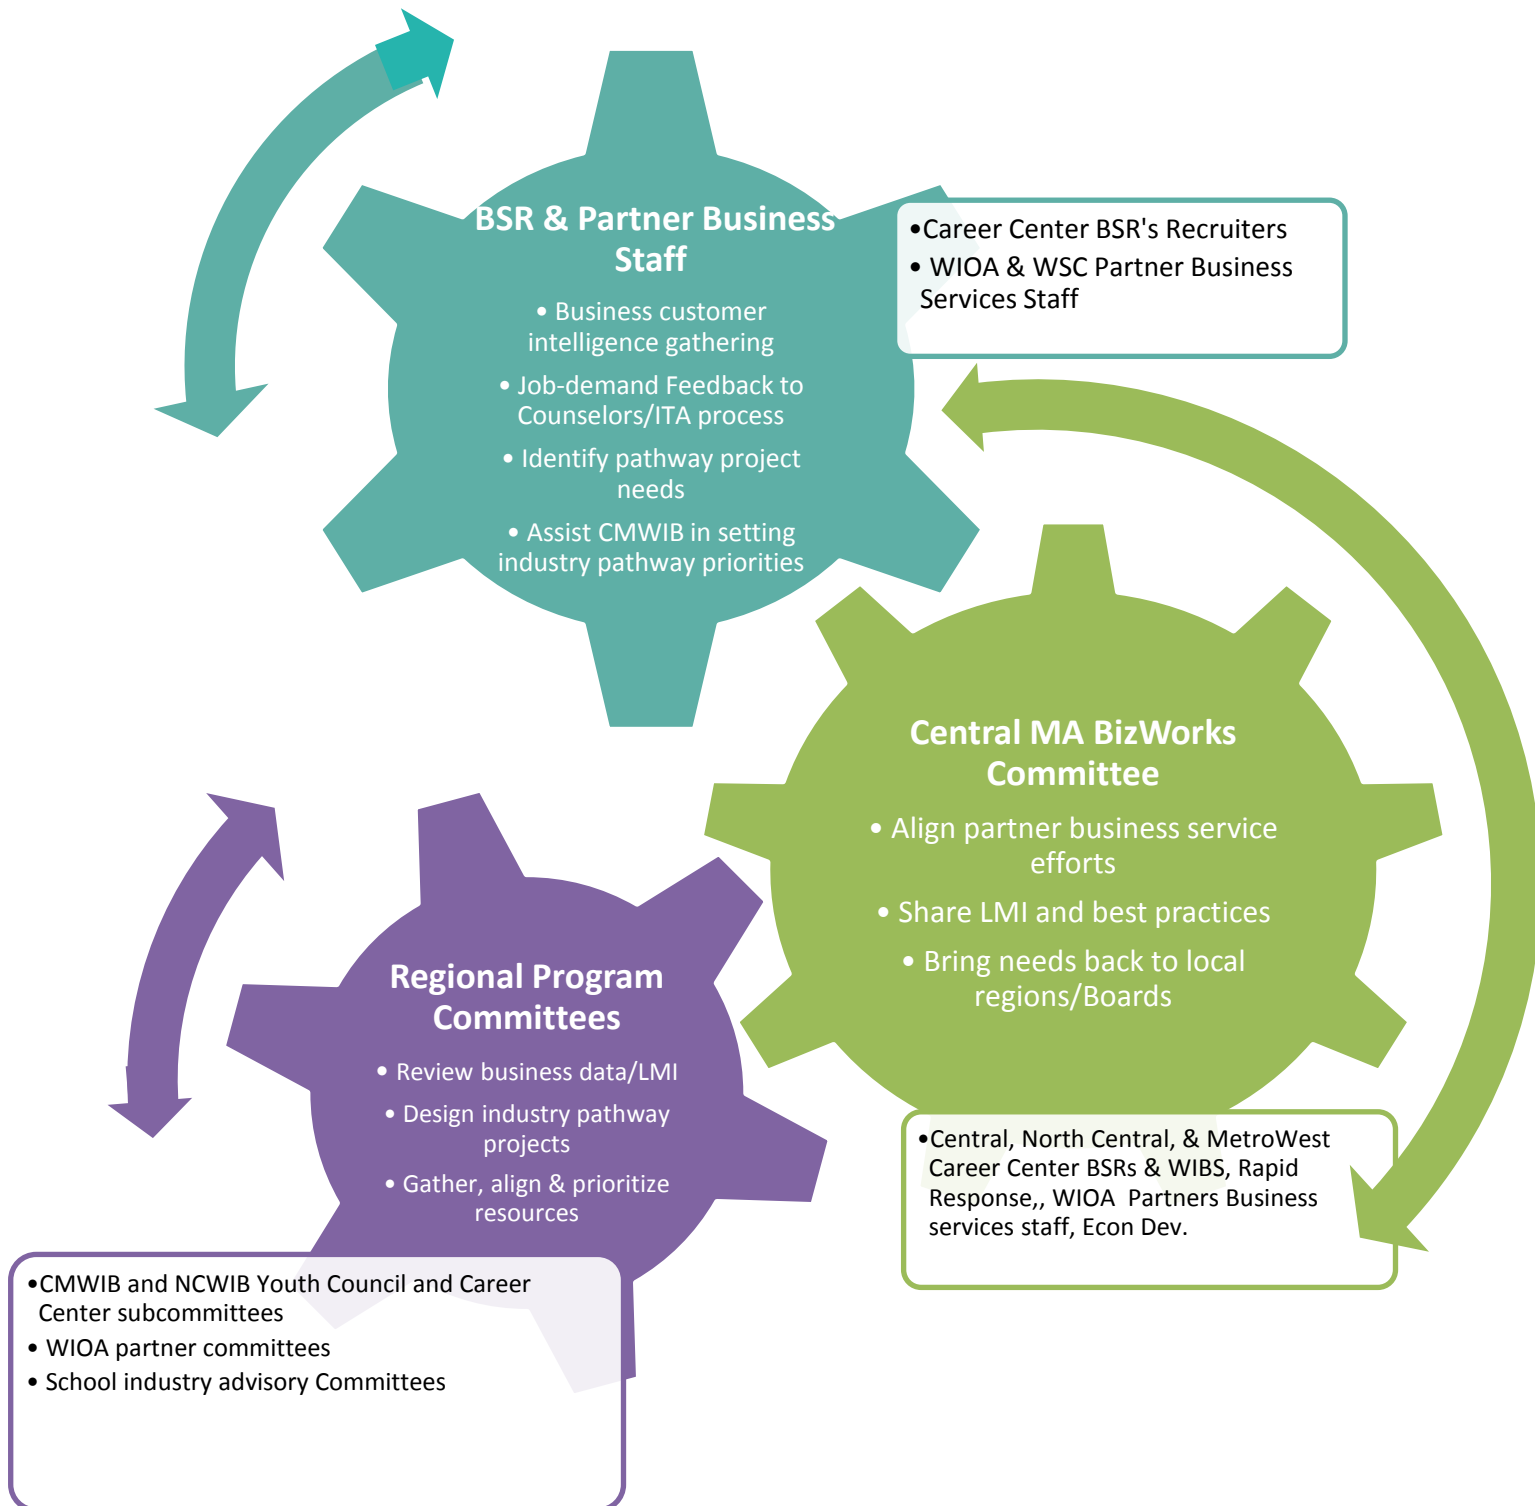 BSR & Partner Business
Staff
• Business customer
intelligence gathering
• Job-demand Feedback to
Counselors/ITA process
• Identify pathway project
needs
• Assist CMWIB in setting
industry pathway priorities
•Career Center BSR's Recruiters
• WIOA & WSC Partner Business
Services Staff
Central MA BizWorks
Committee
• Align partner business service
efforts
• Share LMI and best practices
• Bring needs back to local
regions/Boards
•Central, North Central, & MetroWest
Career Center BSRs & WIBS, Rapid
Response,, WIOA Partners Business
services staff, Econ Dev.
Regional Program
Committees
• Review business data/LMI
• Design industry pathway
projects
• Gather, align & prioritize
resources
•CMWIB and NCWIB Youth Council and Career
Center subcommittees
• WIOA partner committees
• School industry advisory Committees